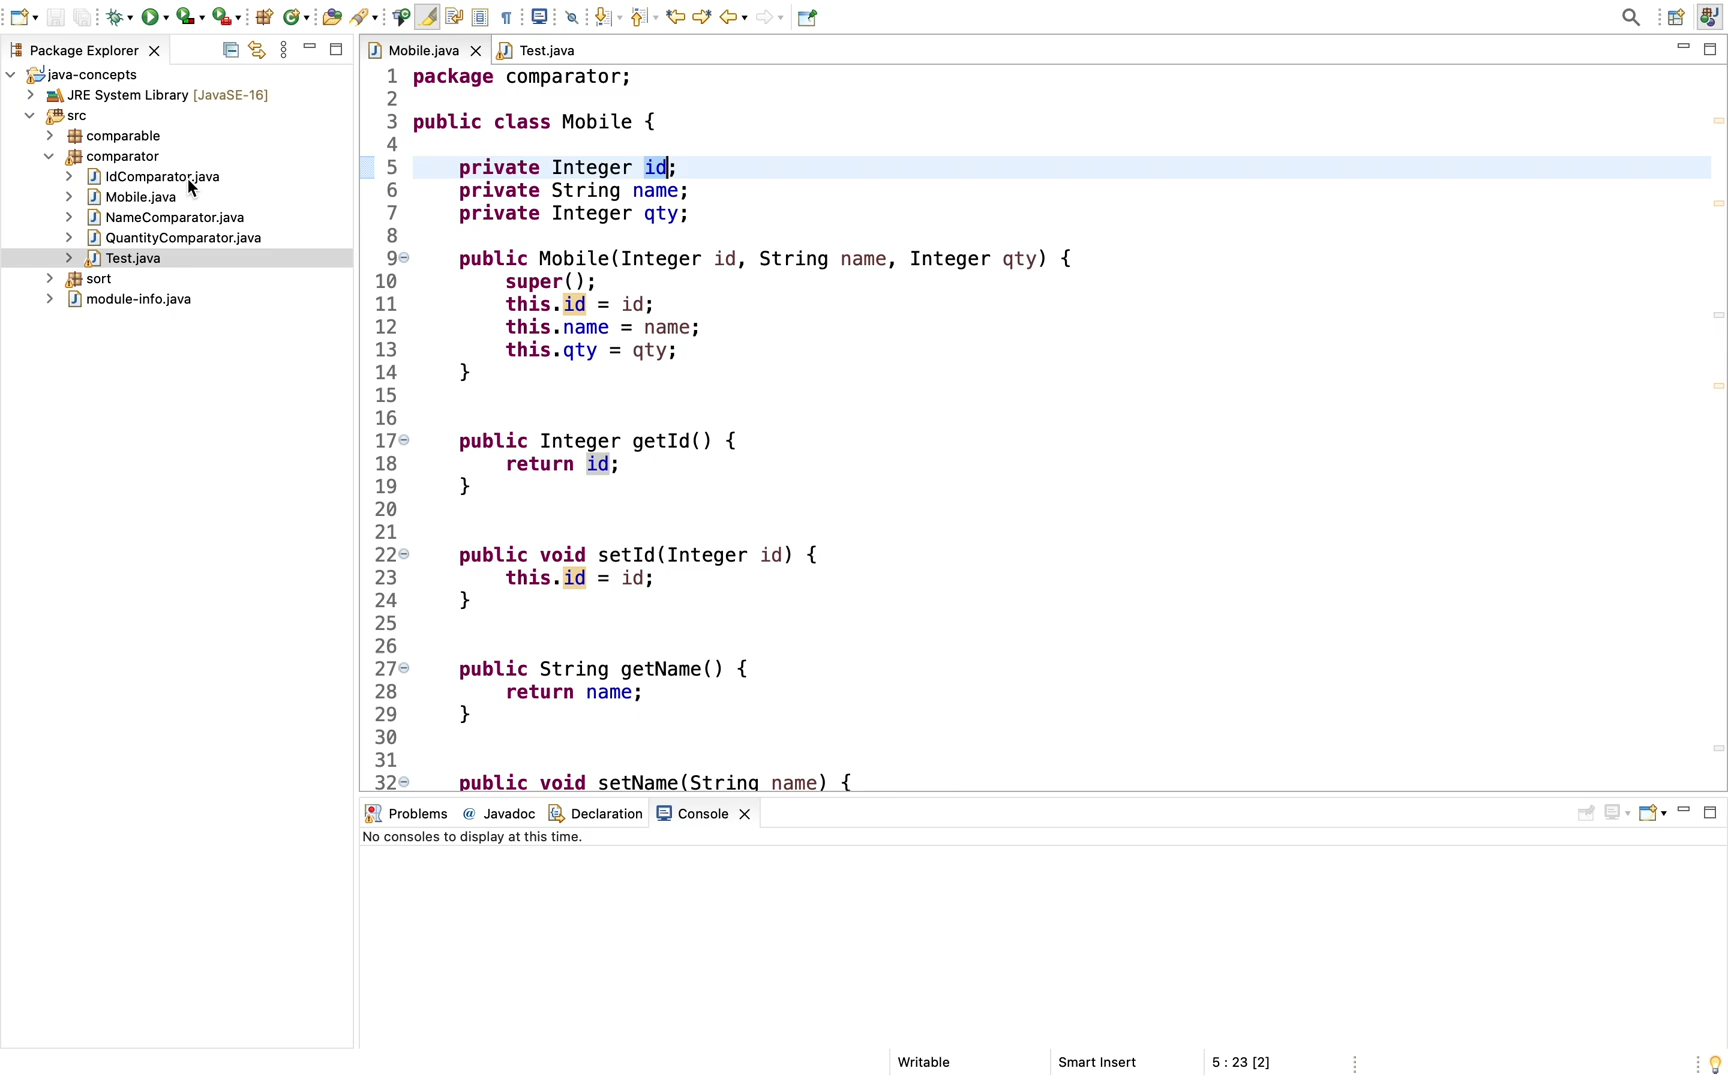 Package Explorer
java-concepts
JRE System Library [JavaSE-16]
src
comparable
comparator
IdComparator.java
Mobile.java
NameComparator.java
QuantityComparator.java
Test.java
sort
module-info.java
Mobile.java
Test.java
1 package comparator;
2
3 public class Mobile {
4
5 private Integer id;
6 private String name;
7 private Integer qty;
8
9 public Mobile(Integer id, String name, Integer qty) {
10 super();
11 this.id = id;
12 this.name = name;
13 this.qty = qty;
14 }
15
16
17 public Integer getId() {
18 return id;
19 }
20
21
22 public void setId(Integer id) {
23 this.id = id;
24 }
25
26
27 public String getName() {
28 return name;
29 }
30
31
32 public void setName(String name) {
Problems @ Javadoc Declaration Console
No consoles to display at this time.
Writable Smart Insert 5 : 23 [2]